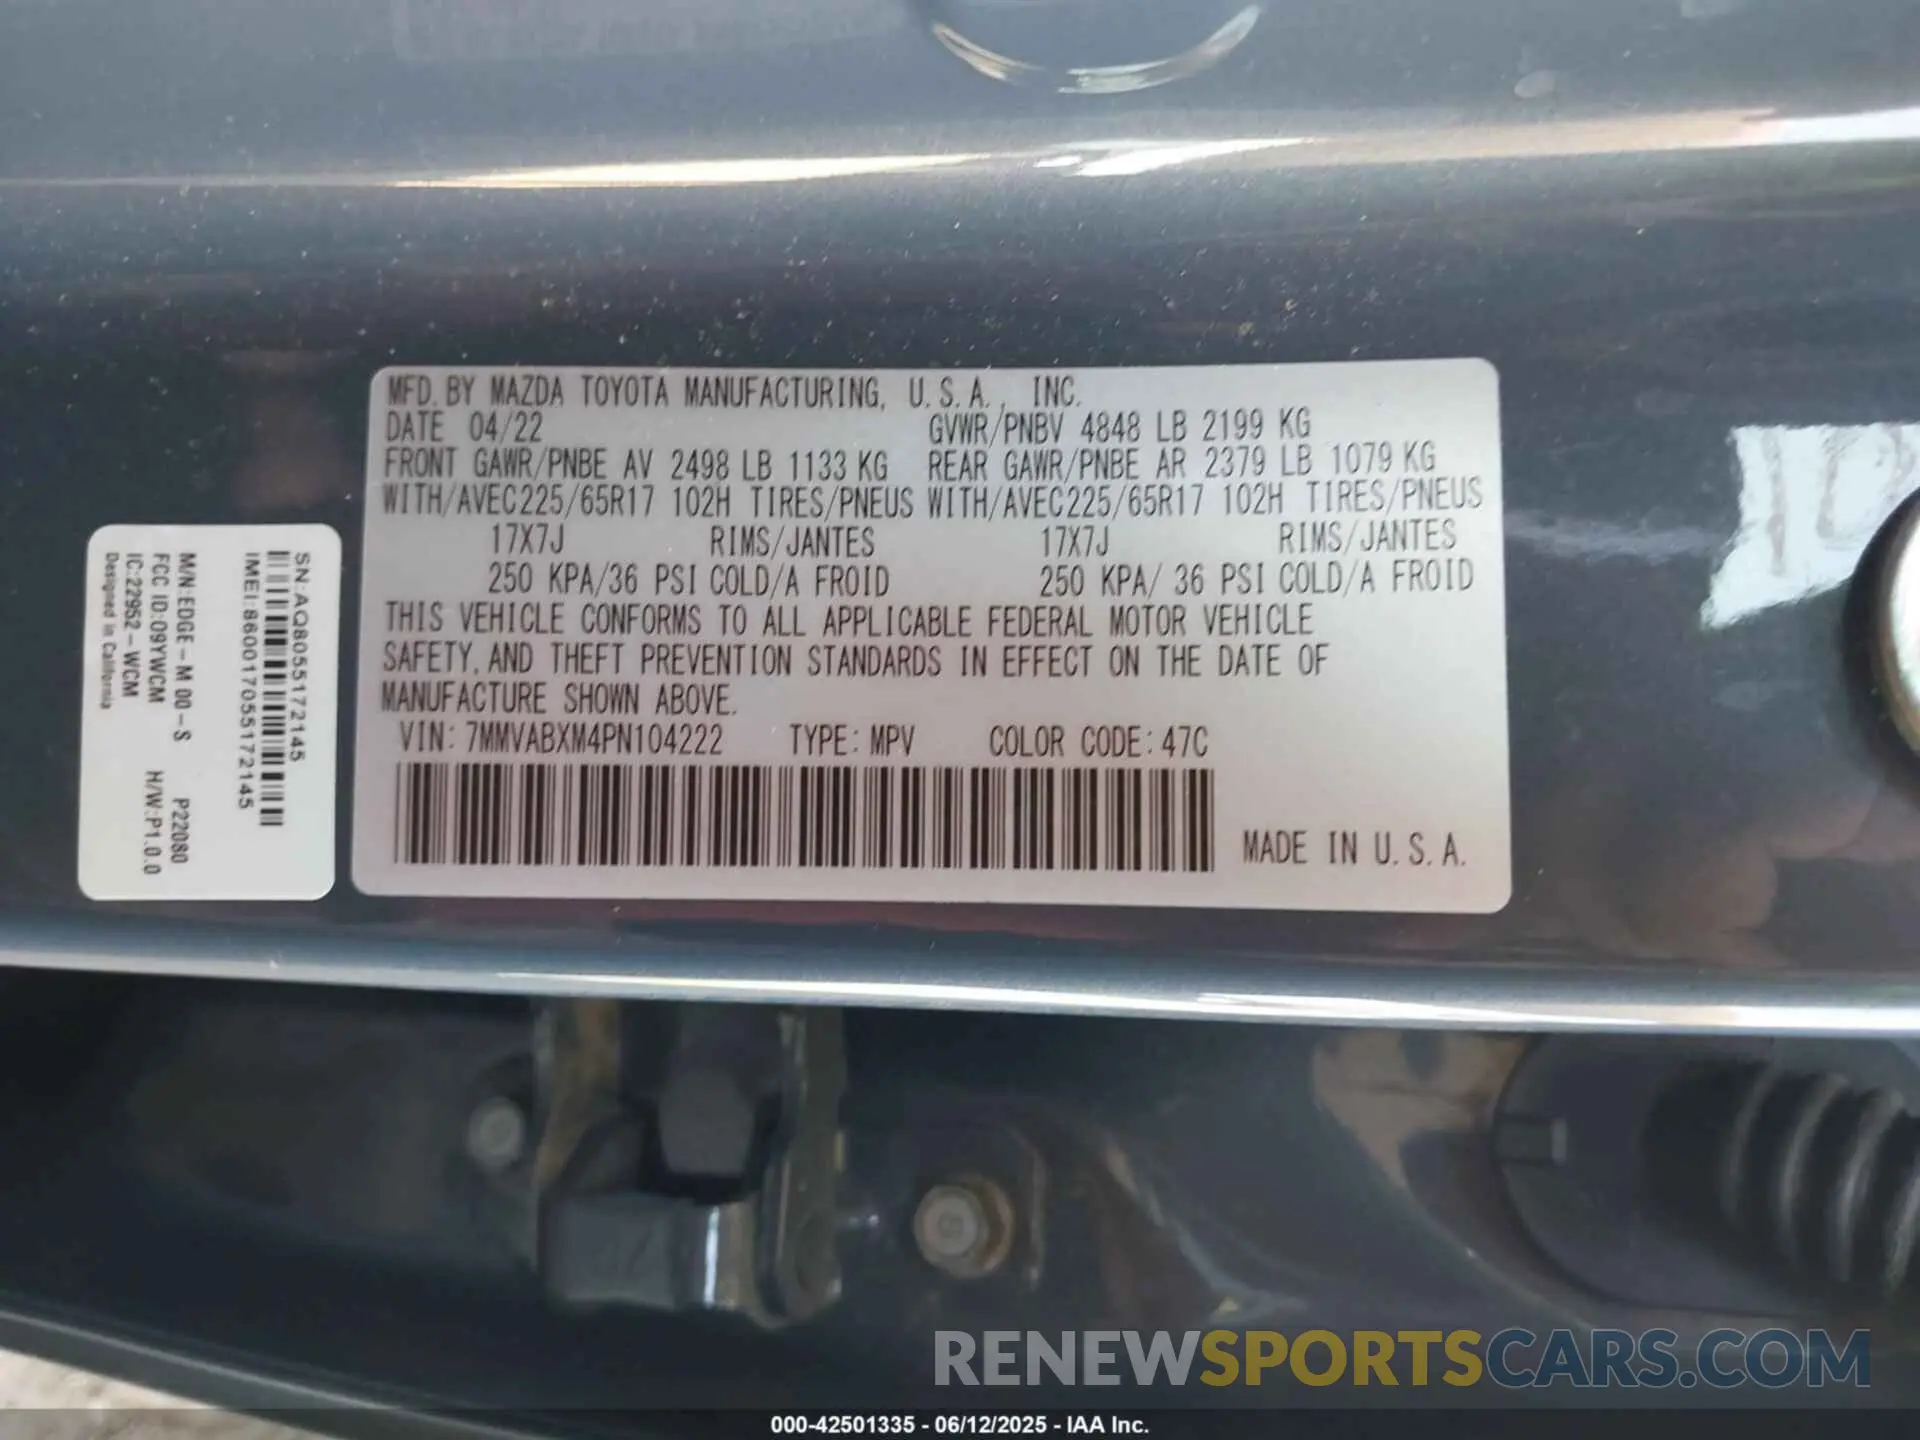 MFD. BY MAZDA TOYOTA MANUFACTURING, U.S.A., INC.
DATE 04/22 GVWR/PNBV 4848 LB 2199 KG
FRONT GAWR/PNBE AV 2498 LB 1133 KG REAR GAWR/PNBE AR 2379 LB 1079 KG
WITH/AVEC225/65R17 102H TIRES/PNEUS WITH/AVEC225/65R17 102H TIRES/PNEUS
17X7J RIMS/JANTES 17X7J RIMS/JANTES
250 KPA/36 PSI COLD/A FROID 250 KPA/ 36 PSI COLD/A FROID
THIS VEHICLE CONFORMS TO ALL APPLICABLE FEDERAL MOTOR VEHICLE
SAFETY, AND THEFT PREVENTION STANDARDS IN EFFECT ON THE DATE OF
MANUFACTURE SHOWN ABOVE.
VIN: 7MMVABXM4PN104222 TYPE: MPV COLOR CODE: 47C
MADE IN U.S.A.
SN:AQ8055172145
IMEI:860017055172145
M/N:EDGE-M 00-S P22080
FCC ID:O9YWCM H/W:P1.0.0
IC:22952-WCM
Designed in California
RENEWSPORTSCARS.COM
000-42501335 - 06/12/2025 - IAA Inc.